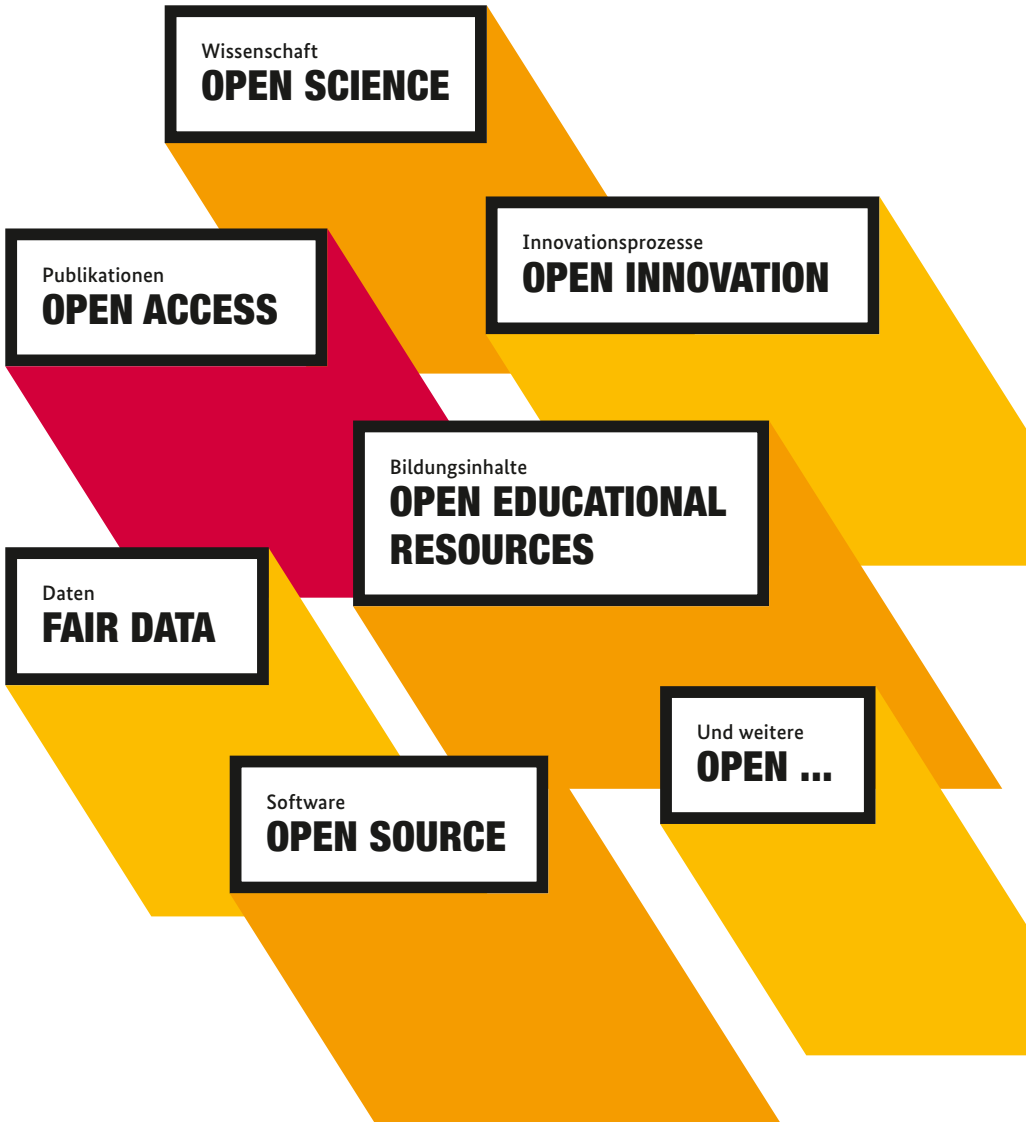 Wissenschaft
OPEN SCIENCE
Innovationsprozesse
OPEN INNOVATION
Publikationen
OPEN ACCESS
Bildungsinhalte
OPEN EDUCATIONAL
RESOURCES
Daten
FAIR DATA
Und weitere
OPEN ...
Software
OPEN SOURCE